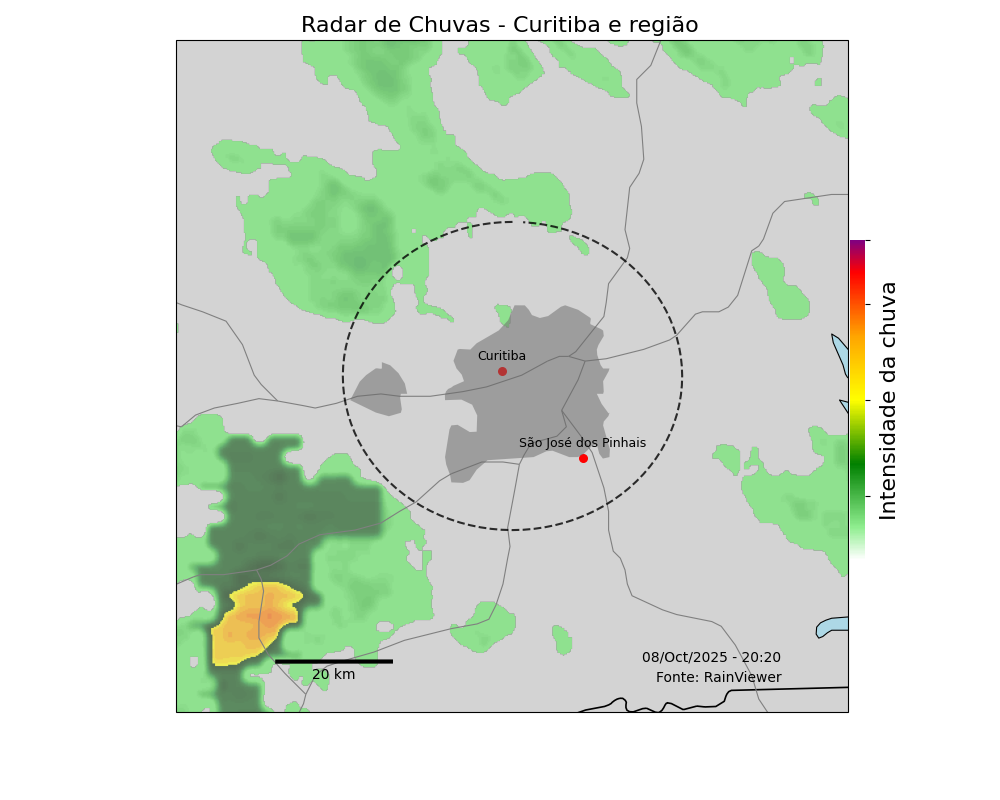 Radar de Chuvas - Curitiba e região
Curitiba
São José dos Pinhais
Intensidade da chuva
20 km
08/Oct/2025 - 20:20
Fonte: RainViewer